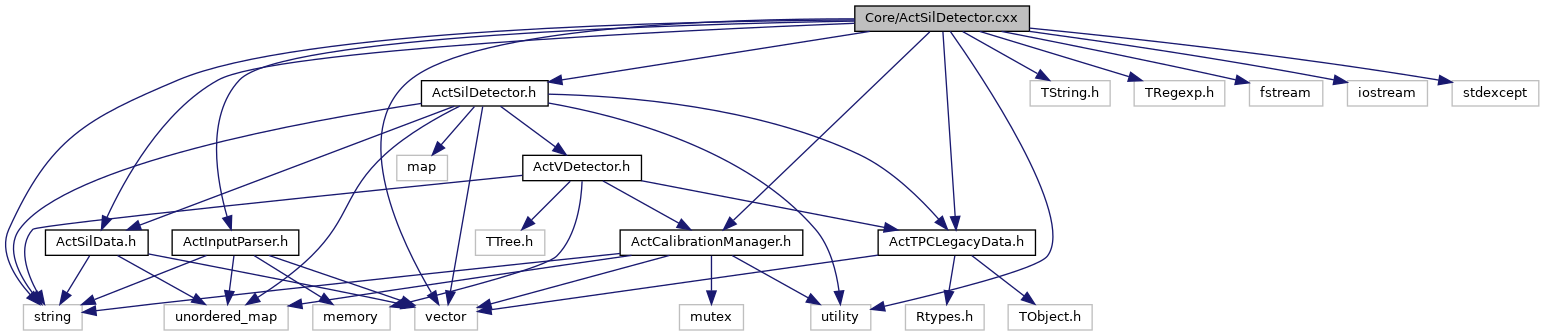 Core/ActSilDetector.cxx
ActSilDetector.h
TString.h
TRegexp.h
fstream
iostream
stdexcept
map
ActVDetector.h
ActSilData.h
ActInputParser.h
TTree.h
ActCalibrationManager.h
ActTPCLegacyData.h
string
unordered_map
memory
vector
mutex
utility
Rtypes.h
TObject.h